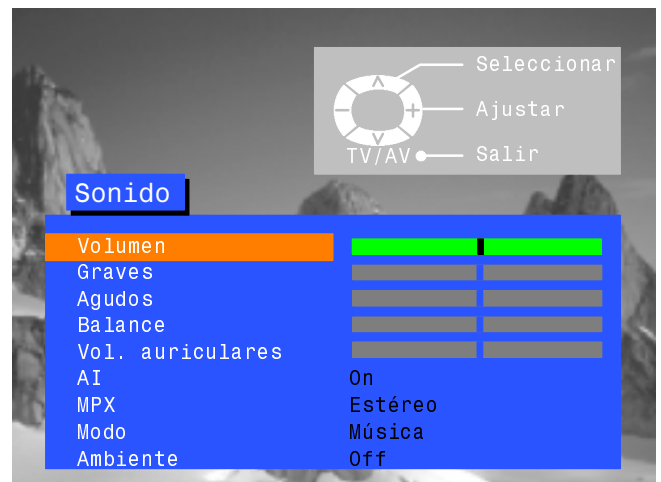 Seleccionar
Ajustar
TV/AV Salir
Sonido
Volumen
Graves
Agudos
Balance
Vol. auriculares
AI On
MPX Estéreo
Modo Música
Ambiente Off